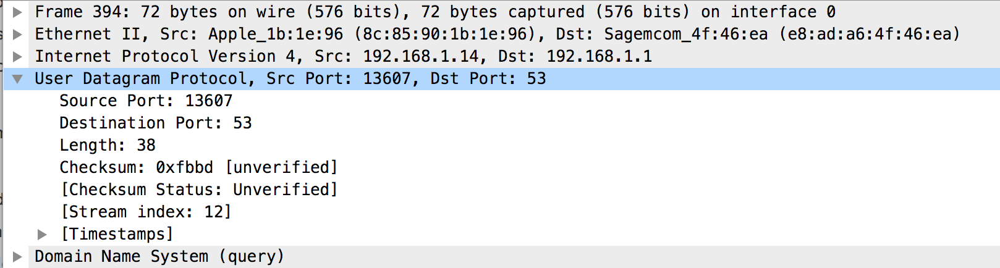 Frame 394: 72 bytes on wire (576 bits), 72 bytes captured (576 bits) on interface 0
Ethernet II, Src: Apple_1b:1e:96 (8c:85:90:1b:1e:96), Dst: Sagemcom_4f:46:ea (e8:ad:a6:4f:46:ea)
Internet Protocol Version 4, Src: 192.168.1.14, Dst: 192.168.1.1
User Datagram Protocol, Src Port: 13607, Dst Port: 53
Source Port: 13607
Destination Port: 53
Length: 38
Checksum: 0xfbbd [unverified]
[Checksum Status: Unverified]
[Stream index: 12]
[Timestamps]
Domain Name System (query)